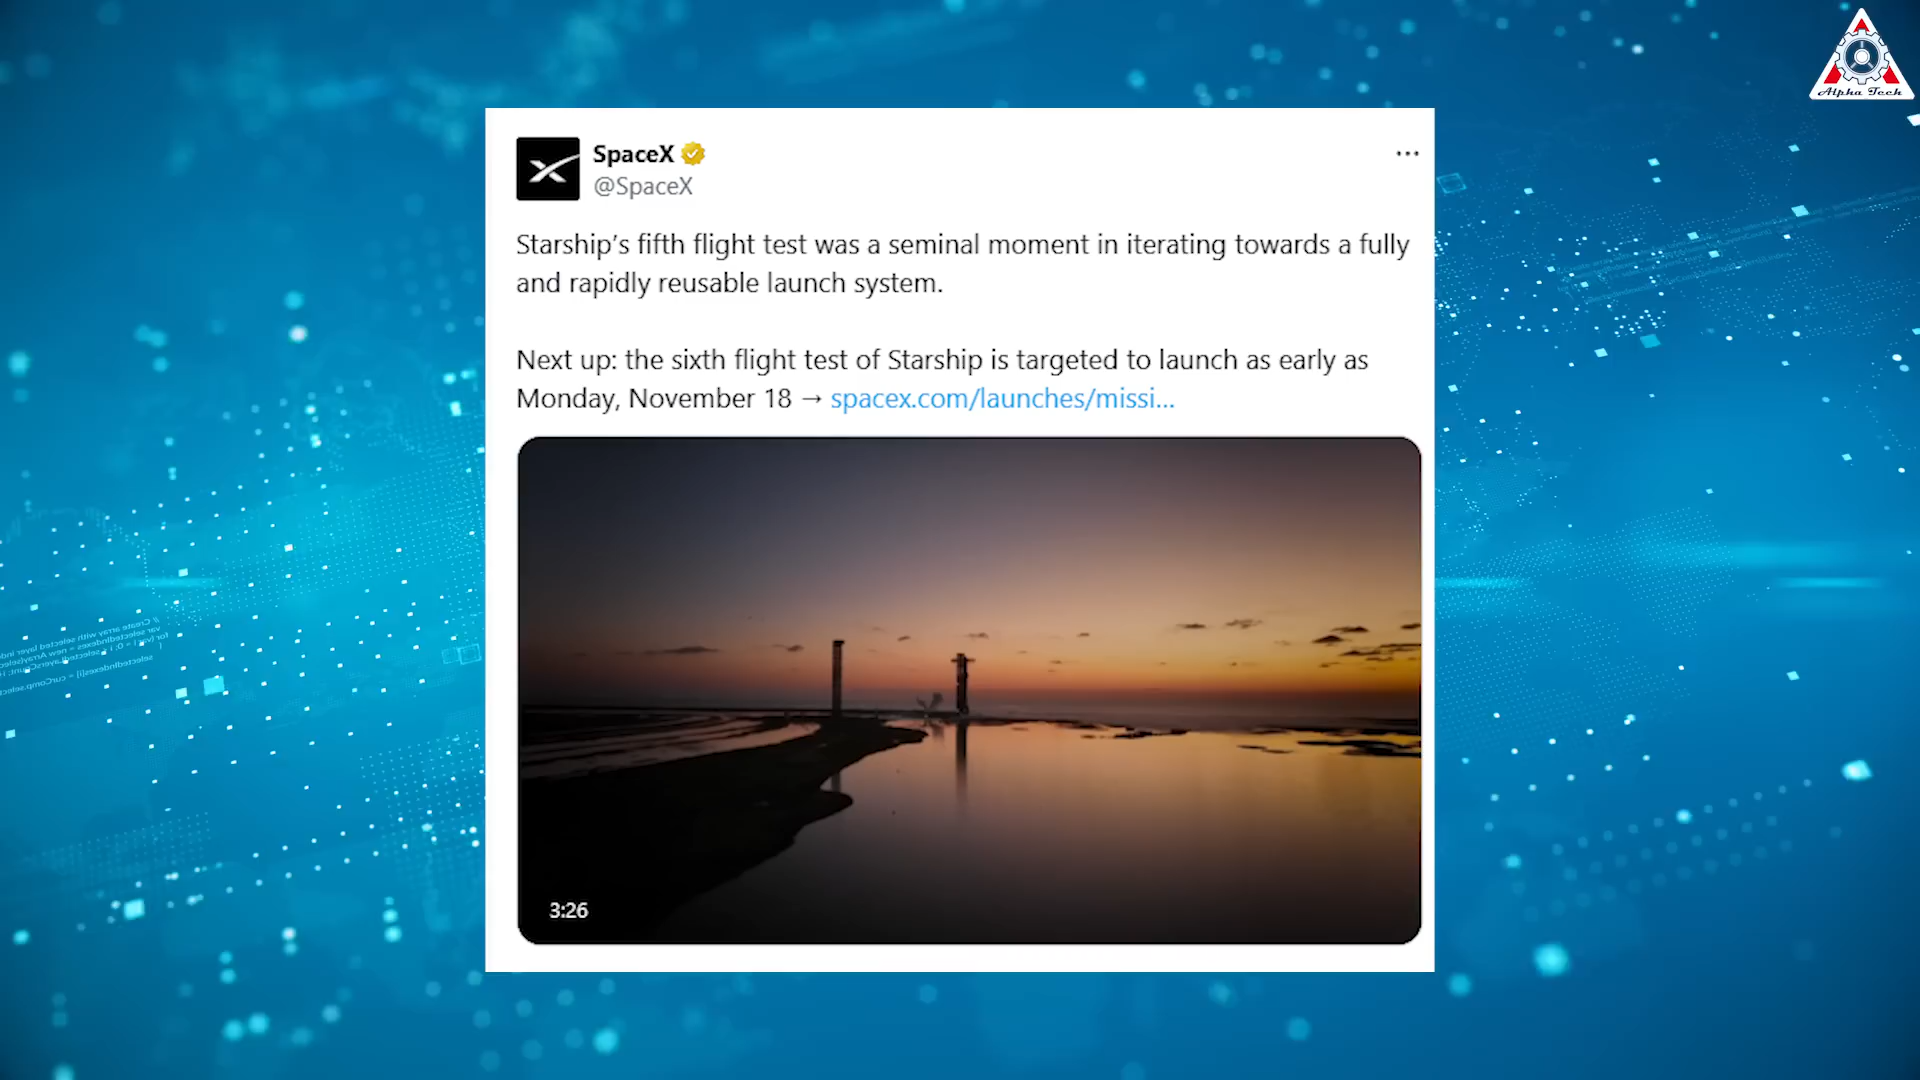 Alpha Tech
SpaceX
@SpaceX
Starship’s fifth flight test was a seminal moment in iterating towards a fully
and rapidly reusable launch system.
Next up: the sixth flight test of Starship is targeted to launch as early as
Monday, November 18 → spacex.com/launches/missi...
3:26